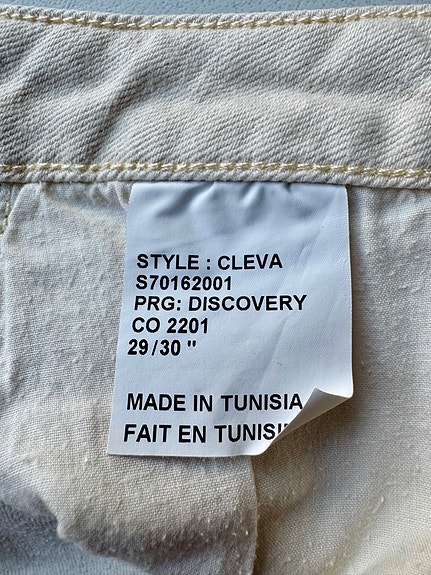 STYLE : CLEVA
S70162001
PRG: DISCOVERY
CO 2201
29/30 "
MADE IN TUNISIA
FAIT EN